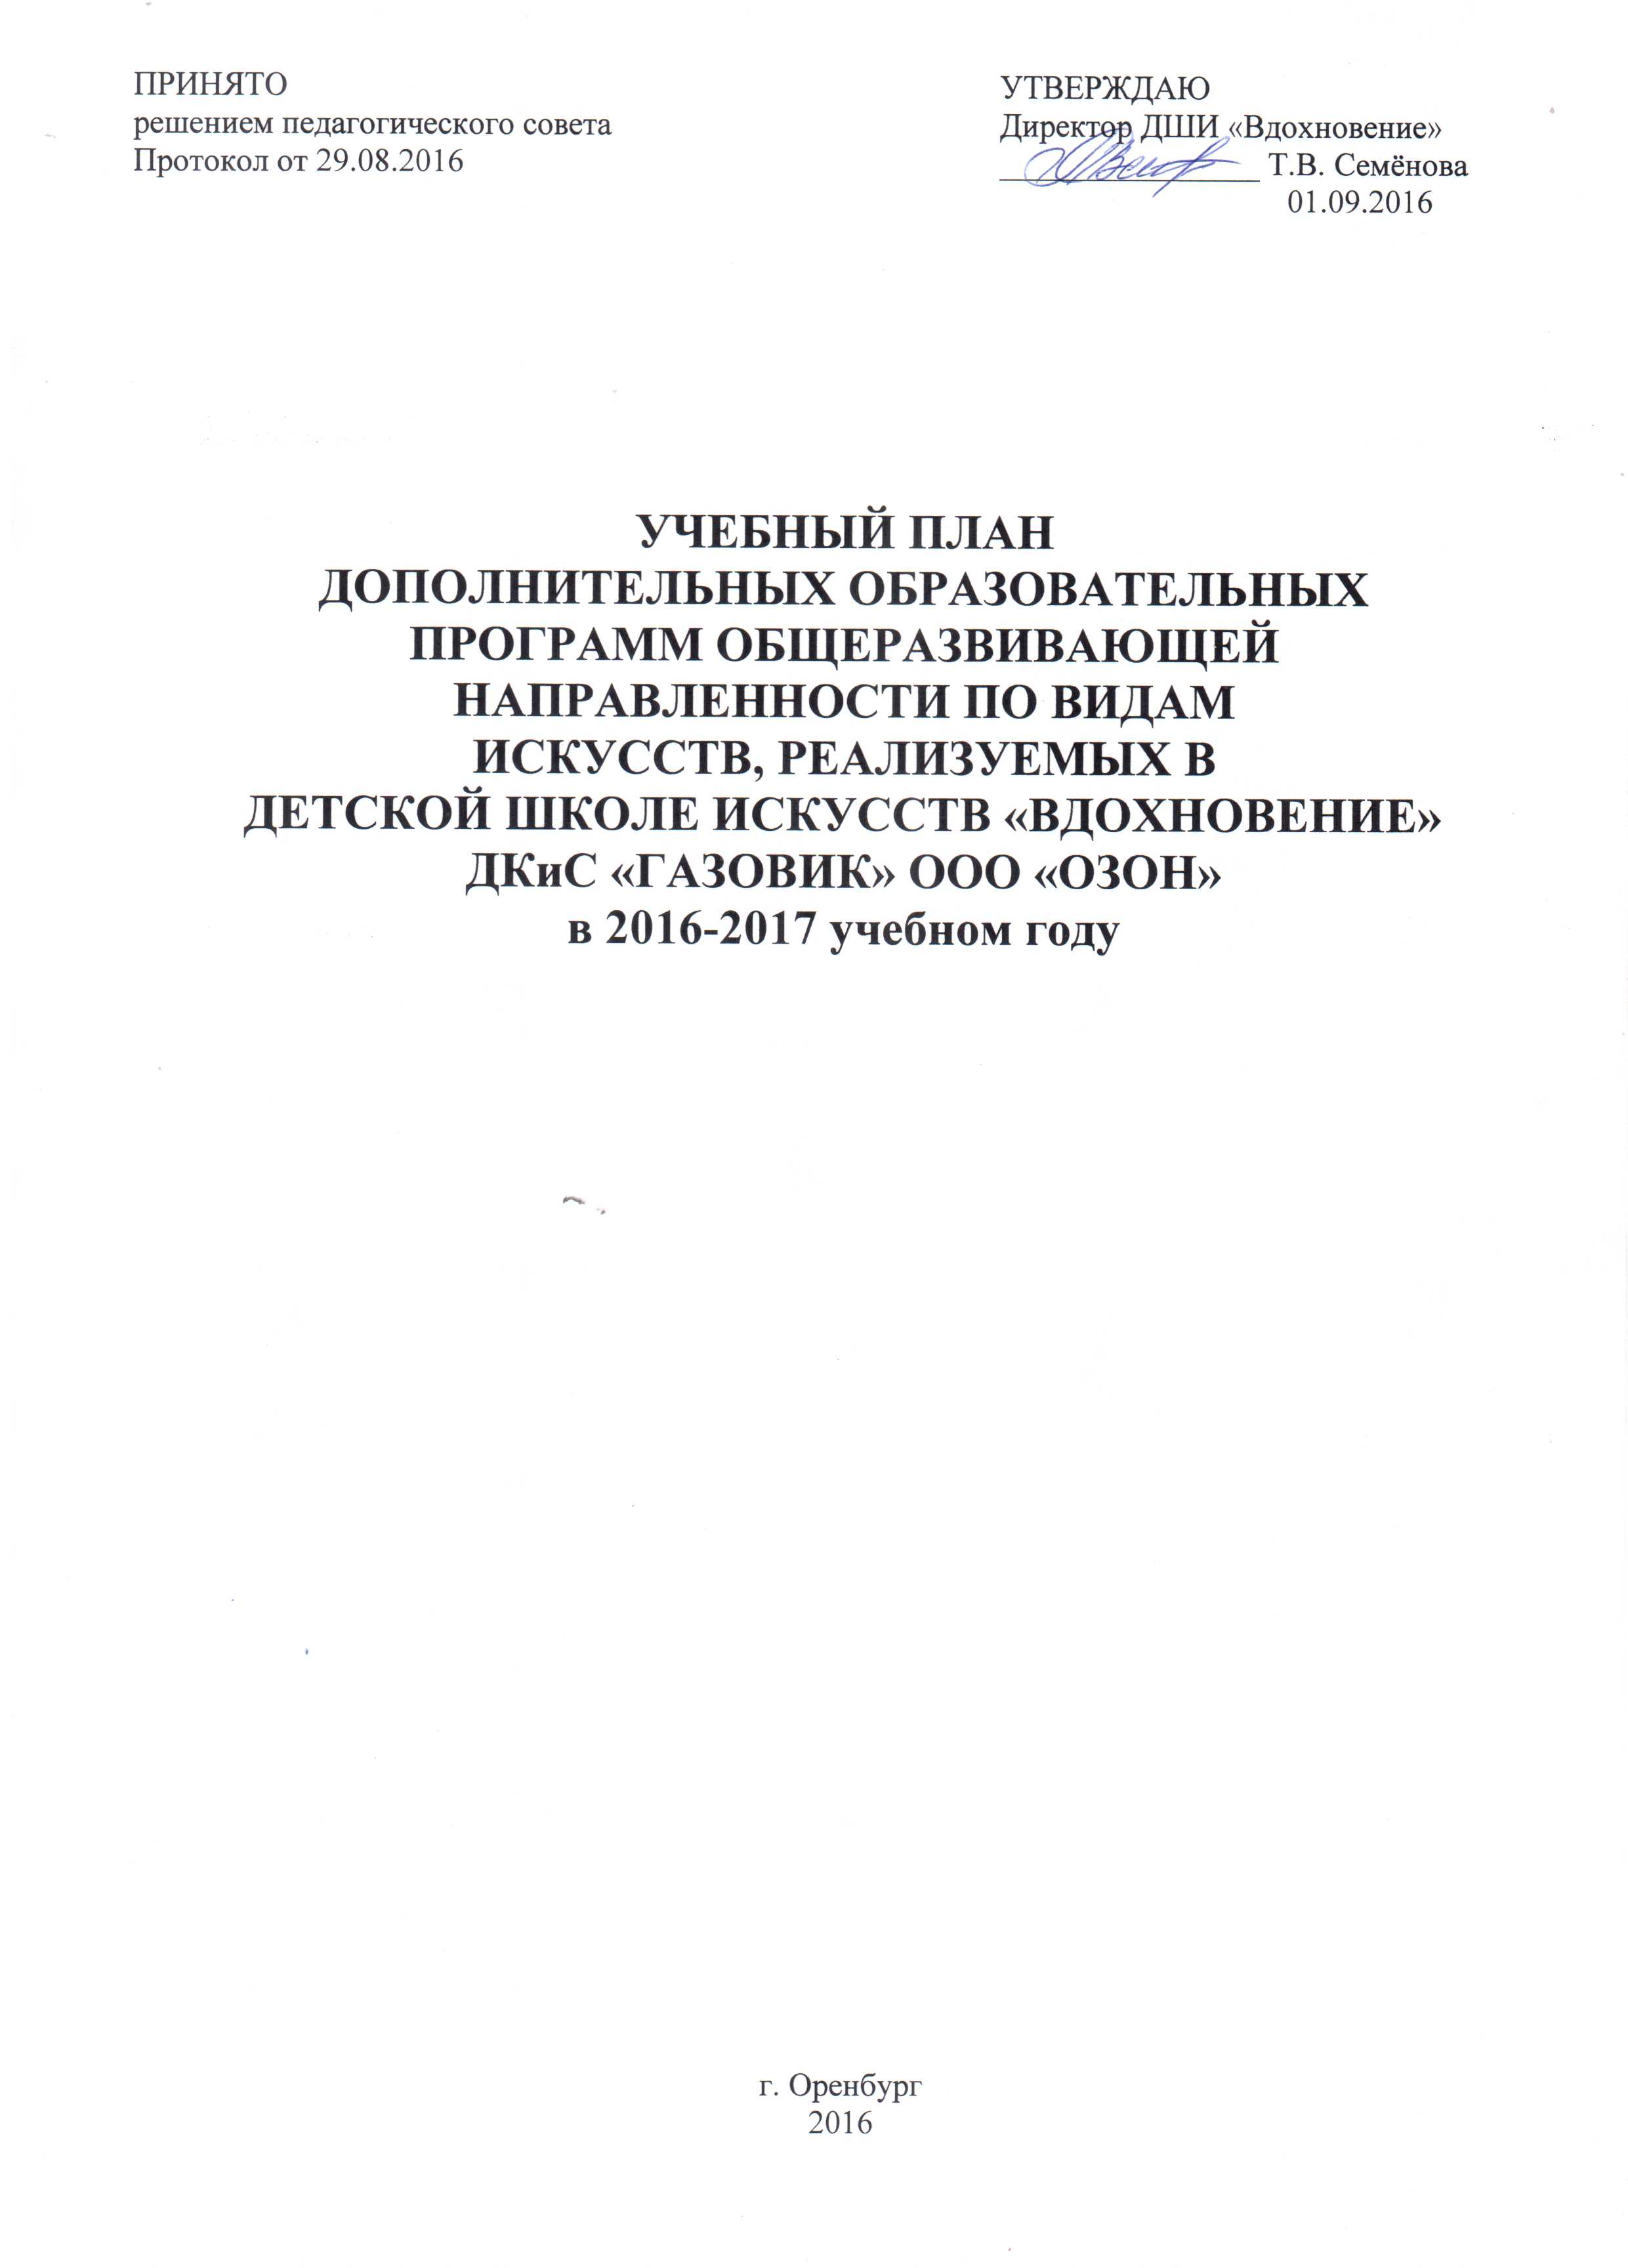 ПРИНЯТО
решением педагогического совета
Протокол от 29.08.2016
УТВЕРЖДАЮ
Директор ДШИ «Вдохновение»
Т.В. Семёнова
01.09.2016
УЧЕБНЫЙ ПЛАН
ДОПОЛНИТЕЛЬНЫХ ОБРАЗОВАТЕЛЬНЫХ
ПРОГРАММ ОБЩЕРАЗВИВАЮЩЕЙ
НАПРАВЛЕННОСТИ ПО ВИДАМ
ИСКУССТВ, РЕАЛИЗУЕМЫХ В
ДЕТСКОЙ ШКОЛЕ ИСКУССТВ «ВДОХНОВЕНИЕ»
ДКиС «ГАЗОВИК» ООО «ОЗОН»
в 2016-2017 учебном году
г. Оренбург
2016